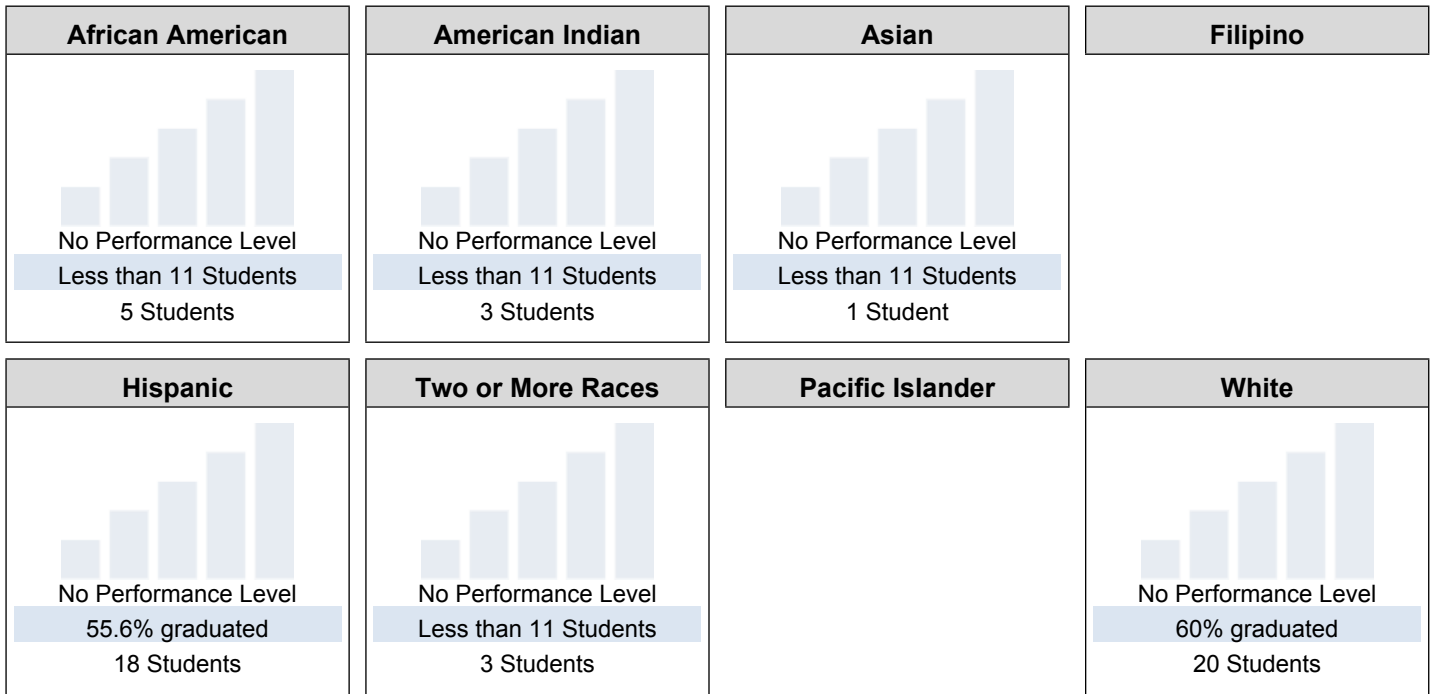 African American
No Performance Level
Less than 11 Students
5 Students
American Indian
No Performance Level
Less than 11 Students
3 Students
Asian
No Performance Level
Less than 11 Students
1 Student
Filipino
Hispanic
No Performance Level
55.6% graduated
18 Students
Two or More Races
No Performance Level
Less than 11 Students
3 Students
Pacific Islander
White
No Performance Level
60% graduated
20 Students